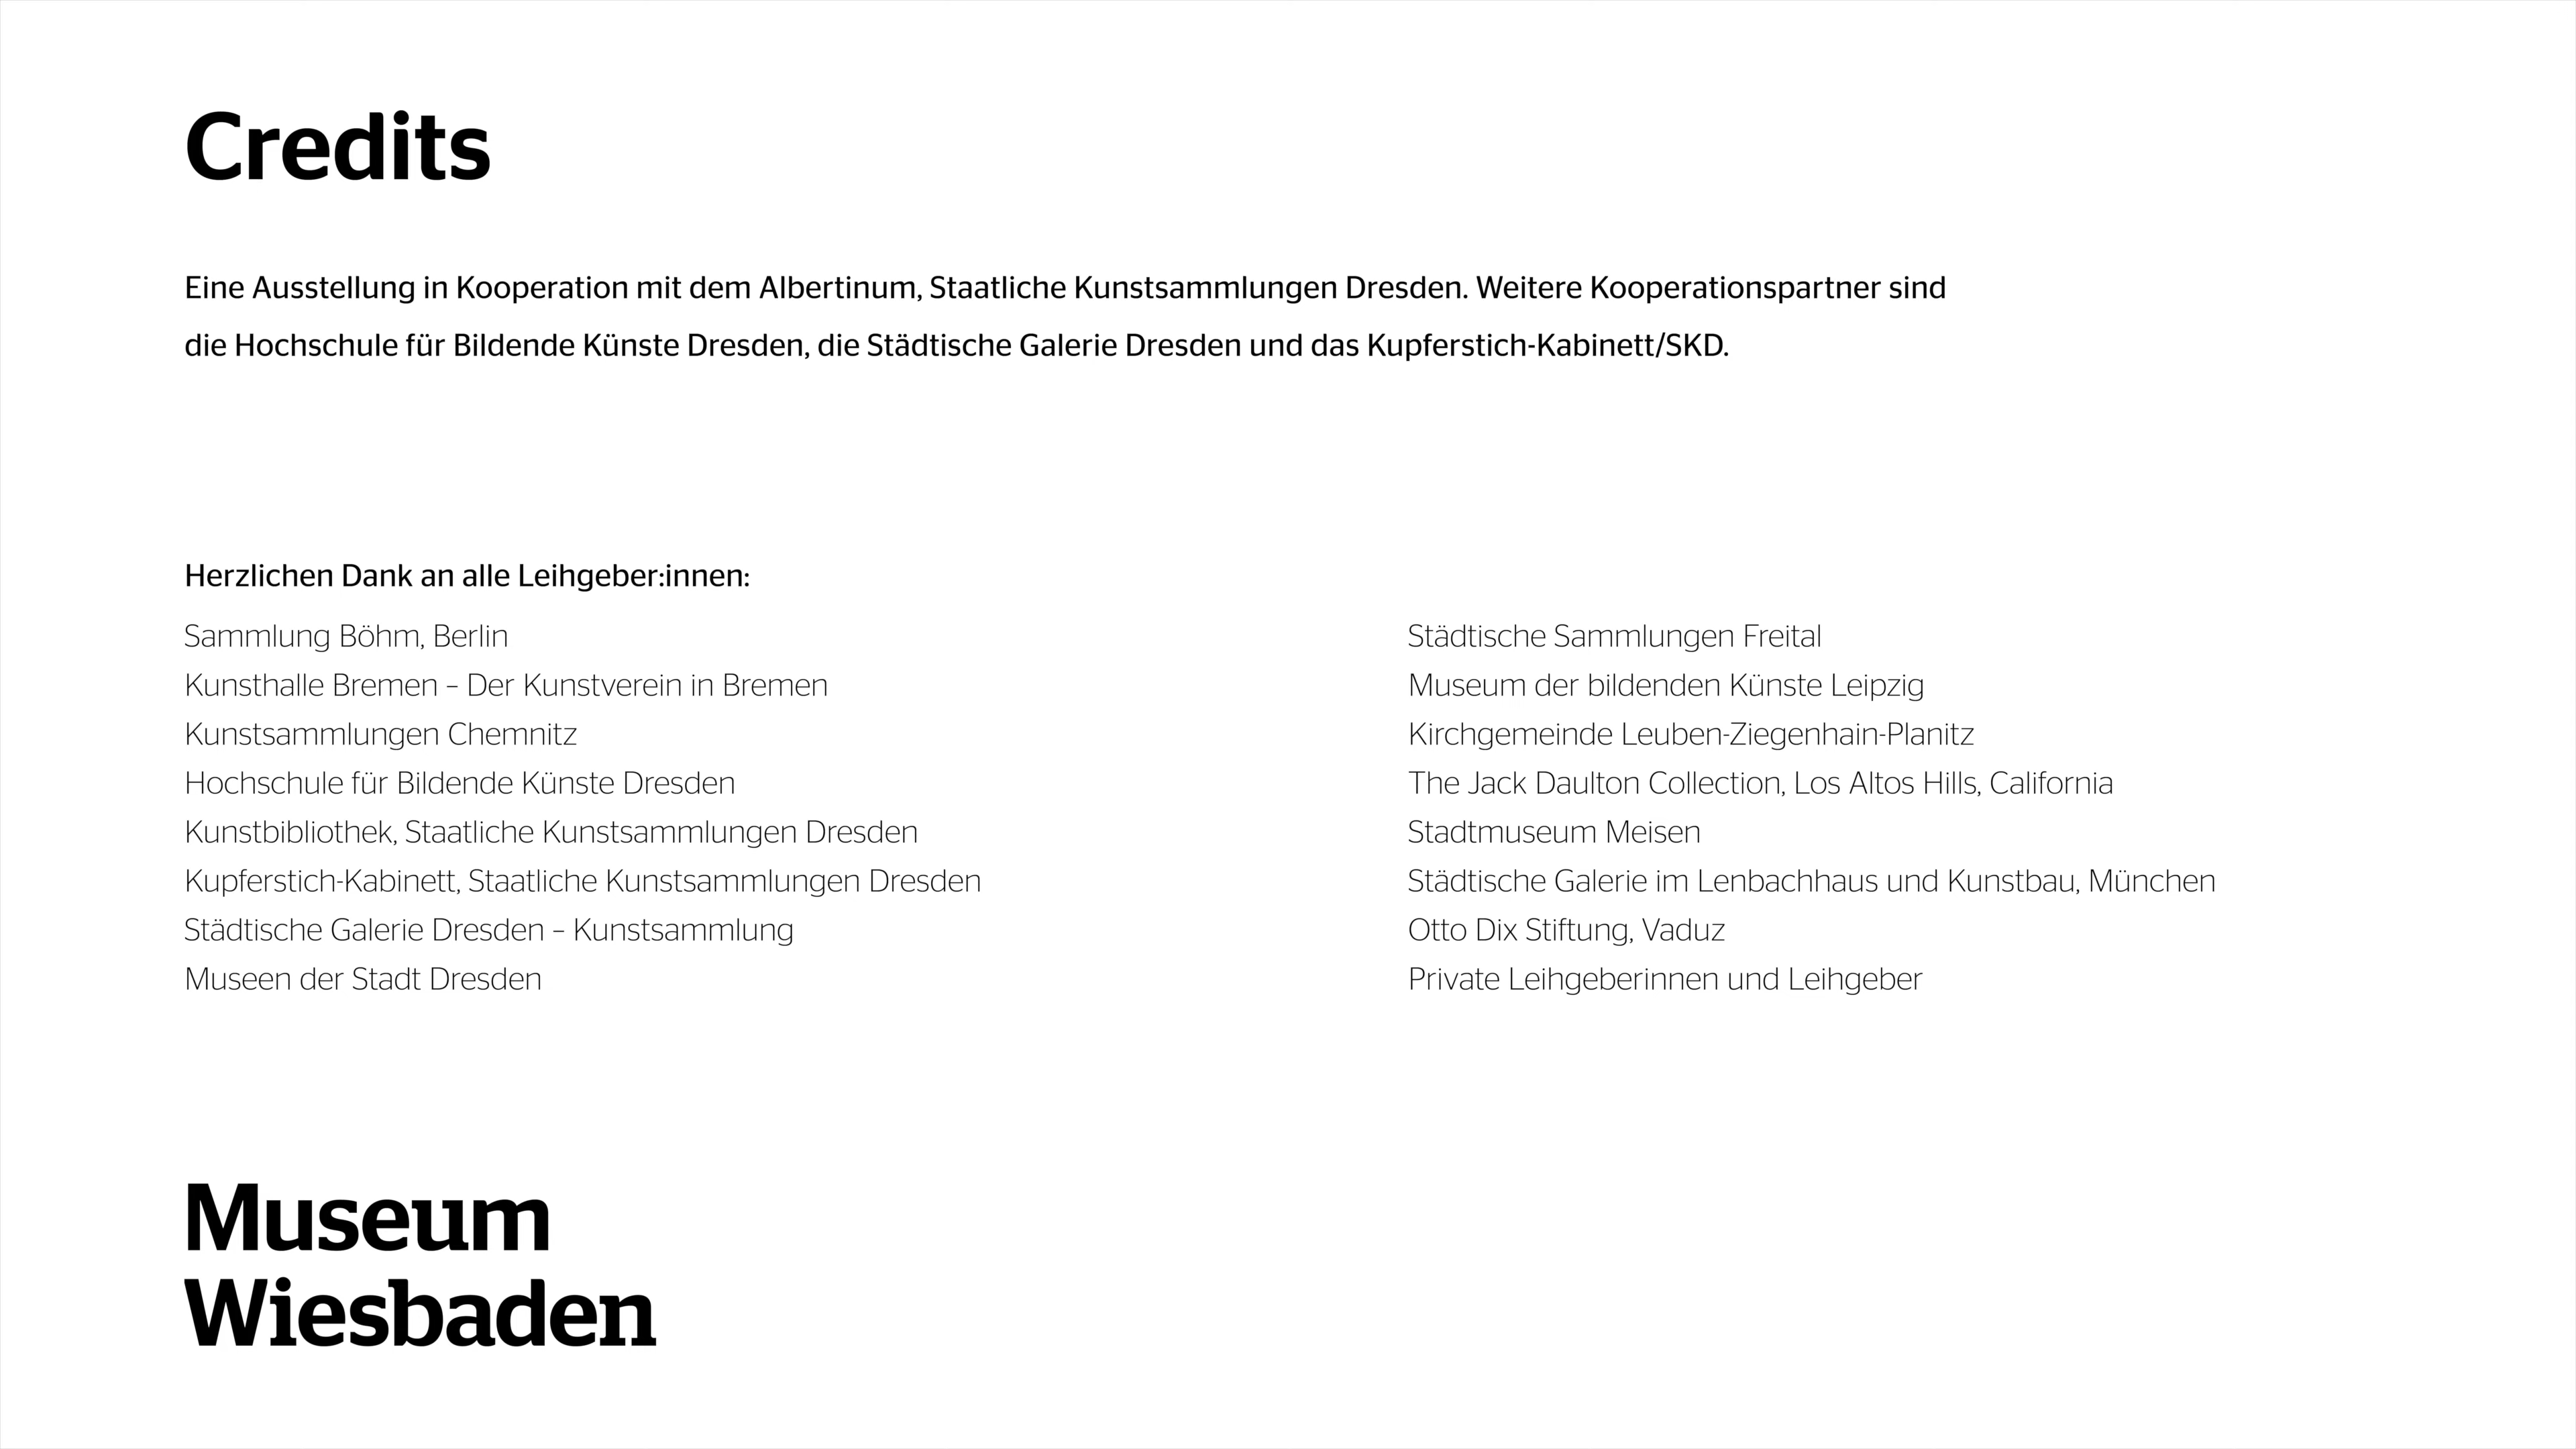 Credits
Eine Ausstellung in Kooperation mit dem Albertinum, Staatliche Kunstsammlungen Dresden. Weitere Kooperationspartner sind
die Hochschule für Bildende Künste Dresden, die Städtische Galerie Dresden und das Kupferstich-Kabinett/SKD.
Herzlichen Dank an alle Leihgeber:innen:
Sammlung Böhm, Berlin
Kunsthalle Bremen – Der Kunstverein in Bremen
Kunstsammlungen Chemnitz
Hochschule für Bildende Künste Dresden
Kunstbibliothek, Staatliche Kunstsammlungen Dresden
Kupferstich-Kabinett, Staatliche Kunstsammlungen Dresden
Städtische Galerie Dresden – Kunstsammlung
Museen der Stadt Dresden
Städtische Sammlungen Freital
Museum der bildenden Künste Leipzig
Kirchgemeinde Leuben-Ziegenhain-Planitz
The Jack Daulton Collection, Los Altos Hills, California
Stadtmuseum Meisen
Städtische Galerie im Lenbachhaus und Kunstbau, München
Otto Dix Stiftung, Vaduz
Private Leihgeberinnen und Leihgeber
Museum
Wiesbaden